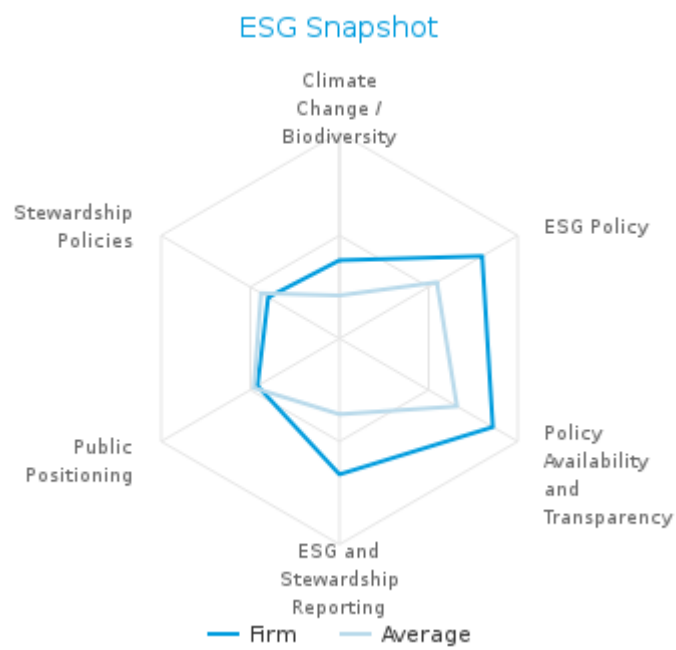 ESG Snapshot
Climate
Change /
Biodiversity
Stewardship
Policies
ESG Policy
Public
Positioning
Policy
Availability
and
Transparency
ESG and
Stewardship
Reporting
Firm
Average